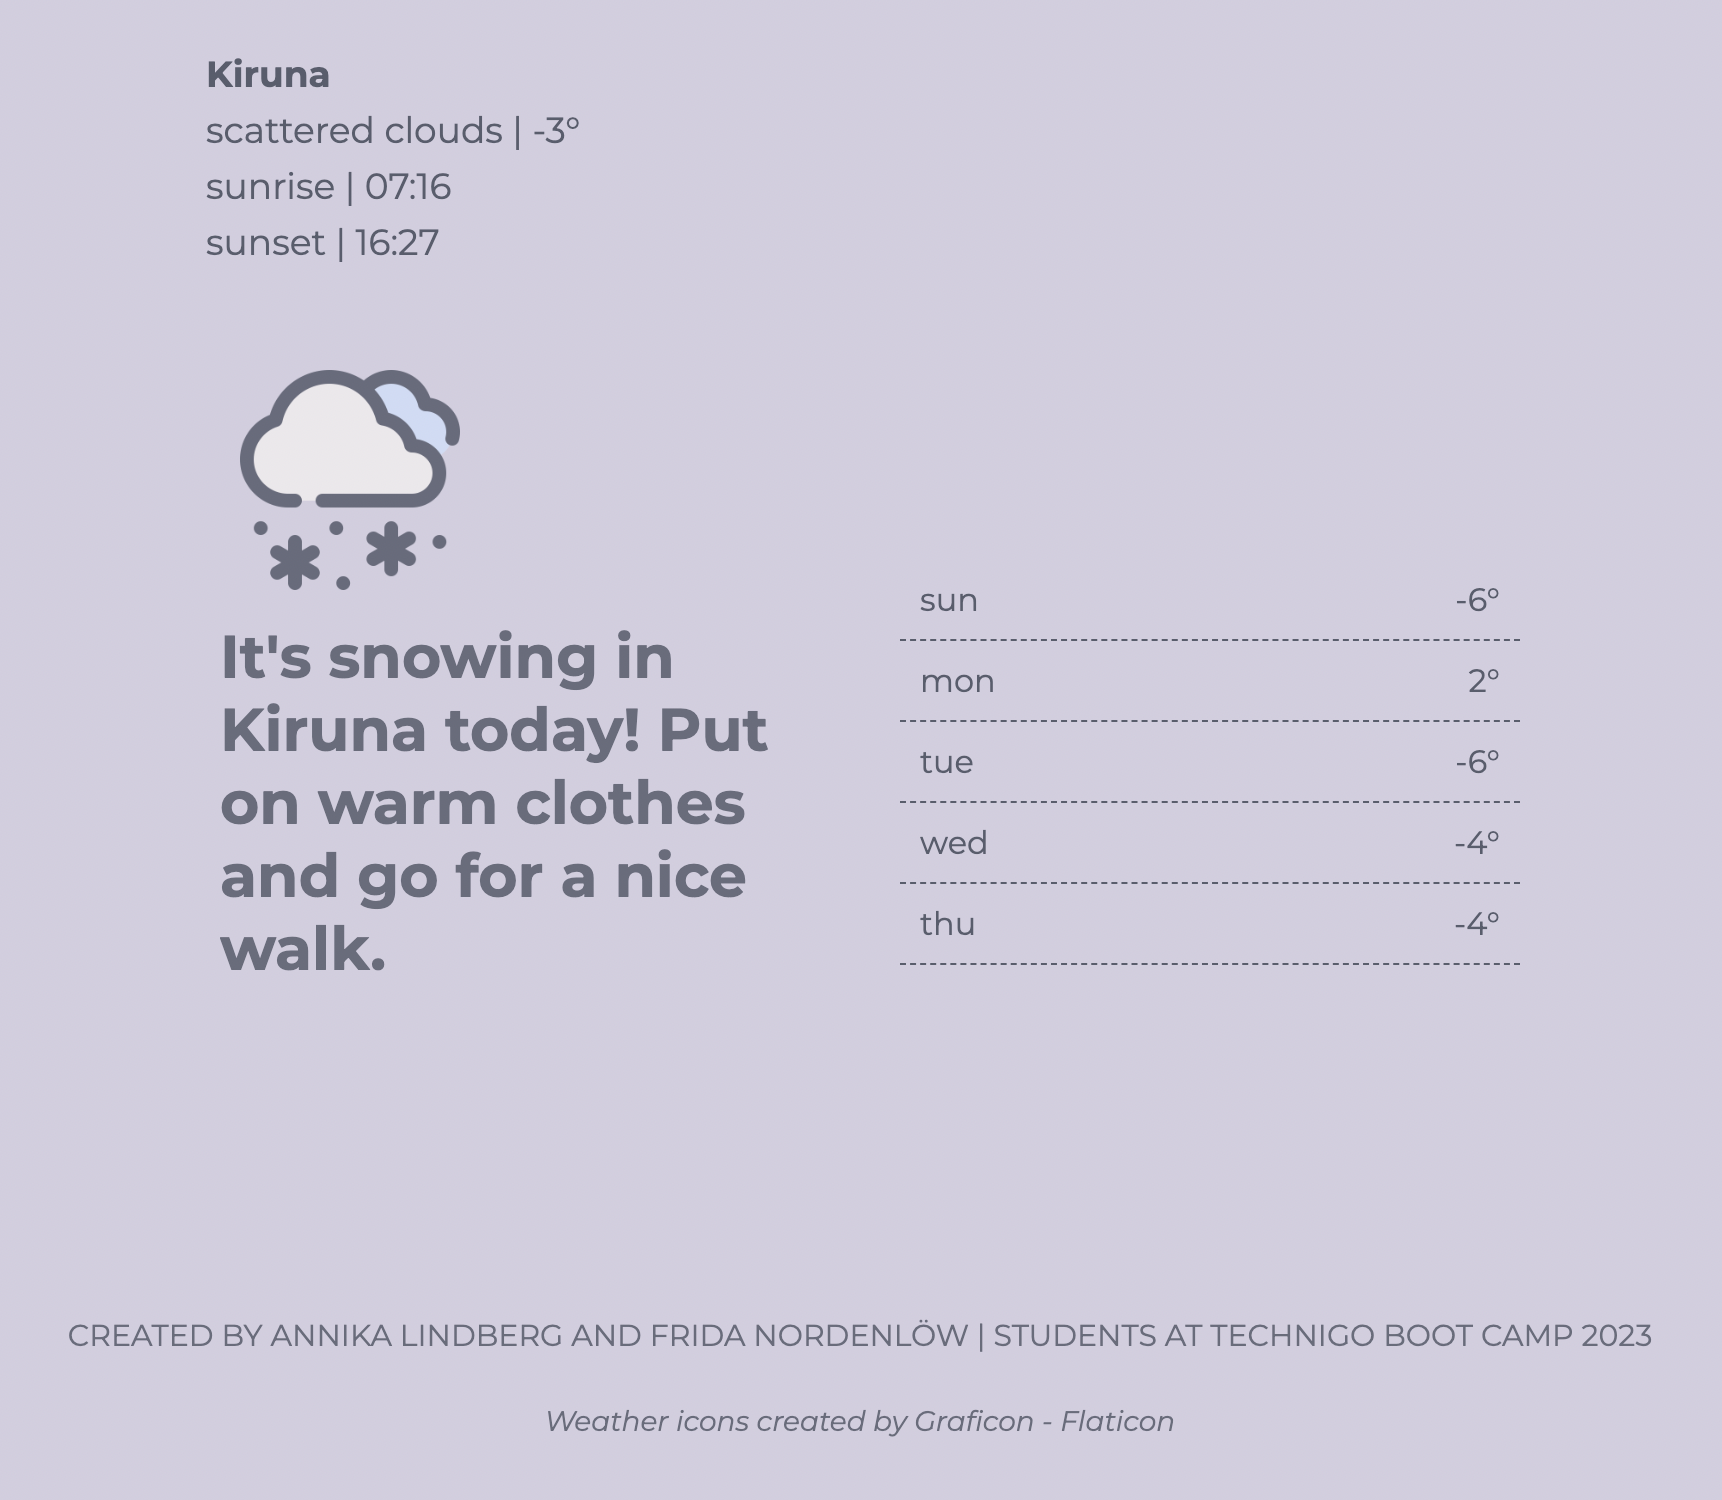 Kiruna
scattered clouds | -3°
sunrise | 07:16
sunset | 16:27
It's snowing in
Kiruna today! Put
on warm clothes
and go for a nice
walk.
sun -6°
mon 2°
tue -6°
wed -4°
thu -4°
CREATED BY ANNIKA LINDBERG AND FRIDA NORDENLÖW | STUDENTS AT TECHNIGO BOOT CAMP 2023
Weather icons created by Graficon - Flaticon